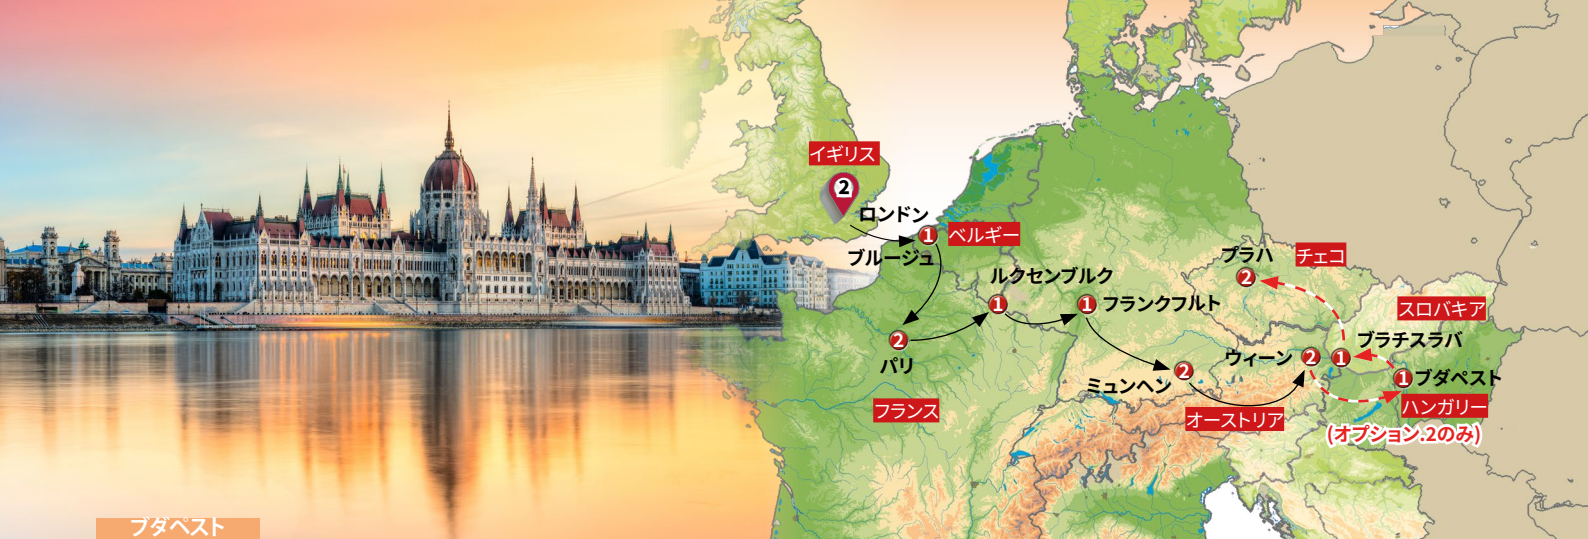 イギリス
2
ロンドン
1 ベルギー
ブルージュ
プラハ チェコ
2
ルクセンブルク
1
1 フランクフルト
スロバキア
2
パリ
ブラチスラバ
ウィーン 2 1
2
ミュンヘン
1 ブダペスト
フランス
オーストリア
ハンガリー
(オプション.2のみ)
ブダペスト